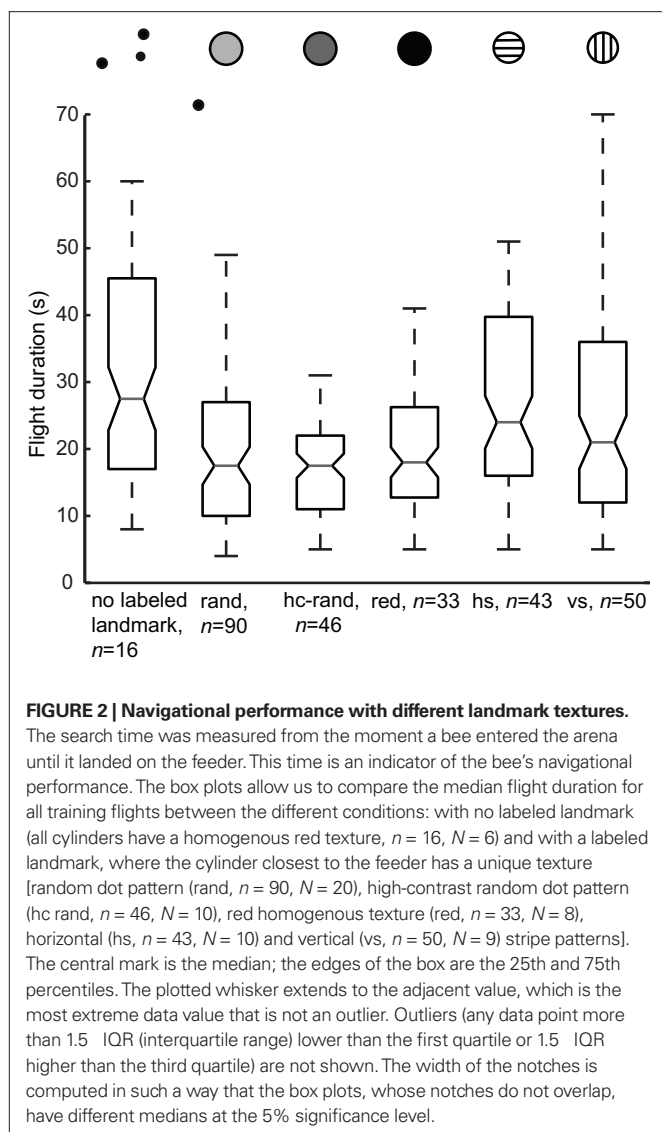 70
60
50
40
30
20
10
0
Flight duration (s)
no labeled
landmark,
n=16
rand,
n=90
hc-rand,
n=46
red, n=33
hs, n=43
vs, n=50
FIGURE 2 | Navigational performance with different landmark textures.
The search time was measured from the moment a bee entered the arena
until it landed on the feeder. This time is an indicator of the bee's navigational
performance. The box plots allow us to compare the median flight duration for
all training flights between the different conditions: with no labeled landmark
(all cylinders have a homogenous red texture, n = 16, N = 6) and with a labeled
landmark, where the cylinder closest to the feeder has a unique texture
[random dot pattern (rand, n = 90, N = 20), high-contrast random dot pattern
(hc rand, n = 46, N = 10), red homogenous texture (red, n = 33, N = 8),
horizontal (hs, n = 43, N = 10) and vertical (vs, n = 50, N = 9) stripe patterns].
The central mark is the median; the edges of the box are the 25th and 75th
percentiles. The plotted whisker extends to the adjacent value, which is the
most extreme data value that is not an outlier. Outliers (any data point more
than 1.5 IQR (interquartile range) lower than the first quartile or 1.5 IQR
higher than the third quartile) are not shown. The width of the notches is
computed in such a way that the box plots, whose notches do not overlap,
have different medians at the 5% significance level.